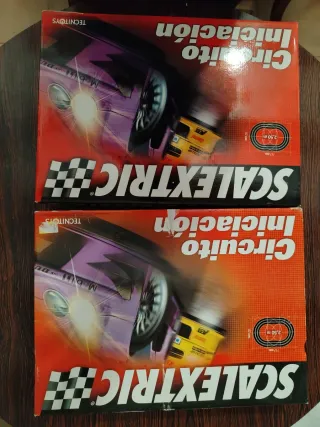 SCALEXTRIC
Circuito
Iniciación
TECNITOYS
SCALEXTRIC
Circuito
Iniciación
TECNITOYS